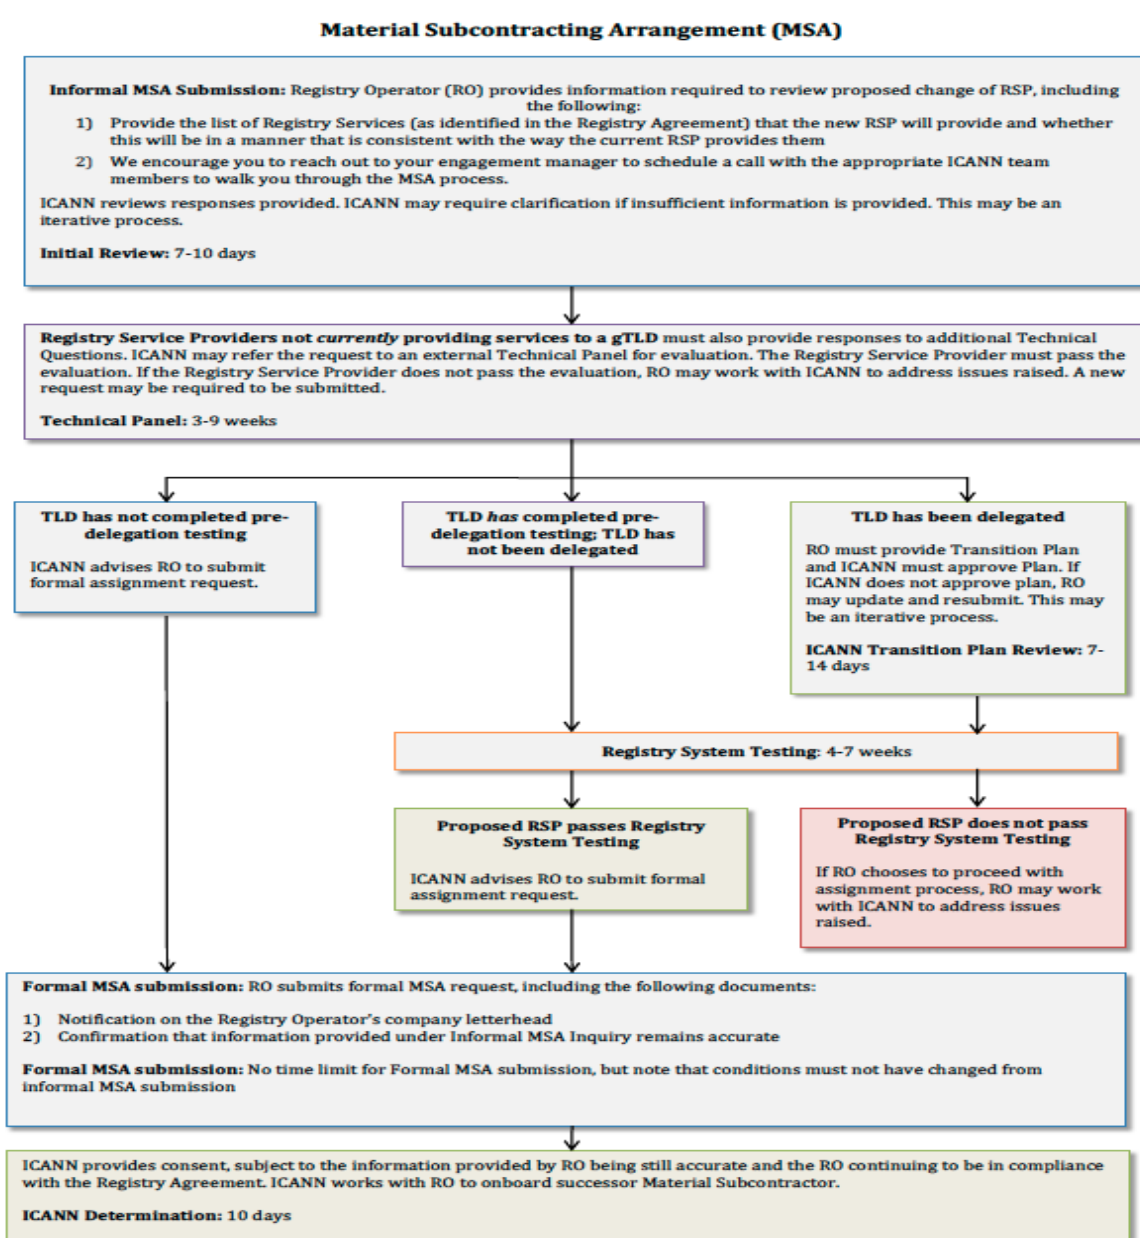 Material Subcontracting Arrangement (MSA)
Informal MSA Submission: Registry Operator (RO) provides information required to review proposed change of RSP, including
the following:
1) Provide the list of Registry Services (as identified in the Registry Agreement) that the new RSP will provide and whether
this will be in a manner that is consistent with the way the current RSP provides them
2) We encourage you to reach out to your engagement manager to schedule a call with the appropriate ICANN team
members to walk you through the MSA process.
ICANN reviews responses provided. ICANN may require clarification if insufficient information is provided. This may be an
iterative process.
Initial Review: 7-10 days
Registry Service Providers not currently providing services to a gTLD must also provide responses to additional Technical
Questions. ICANN may refer the request to an external Technical Panel for evaluation. The Registry Service Provider must pass the
evaluation. If the Registry Service Provider does not pass the evaluation, RO may work with ICANN to address issues raised. A new
request may be required to be submitted.
Technical Panel: 3-9 weeks
TLD has not completed pre-
delegation testing
ICANN advises RO to submit
formal assignment request.
TLD has completed pre-
delegation testing; TLD has
not been delegated
TLD has been delegated
RO must provide Transition Plan
and ICANN must approve Plan. If
ICANN does not approve plan, RO
may update and resubmit. This may
be an iterative process.
ICANN Transition Plan Review: 7-
14 days
Registry System Testing: 4-7 weeks
Proposed RSP passes Registry
System Testing
ICANN advises RO to submit formal
assignment request.
Proposed RSP does not pass
Registry System Testing
If RO chooses to proceed with
assignment process, RO may work
with ICANN to address issues
raised.
Formal MSA submission: RO submits formal MSA request, including the following documents:
1) Notification on the Registry Operator's company letterhead
2) Confirmation that information provided under Informal MSA Inquiry remains accurate
Formal MSA submission: No time limit for Formal MSA submission, but note that conditions must not have changed from
informal MSA submission
ICANN provides consent, subject to the information provided by RO being still accurate and the RO continuing to be in compliance
with the Registry Agreement. ICANN works with RO to onboard successor Material Subcontractor.
ICANN Determination: 10 days